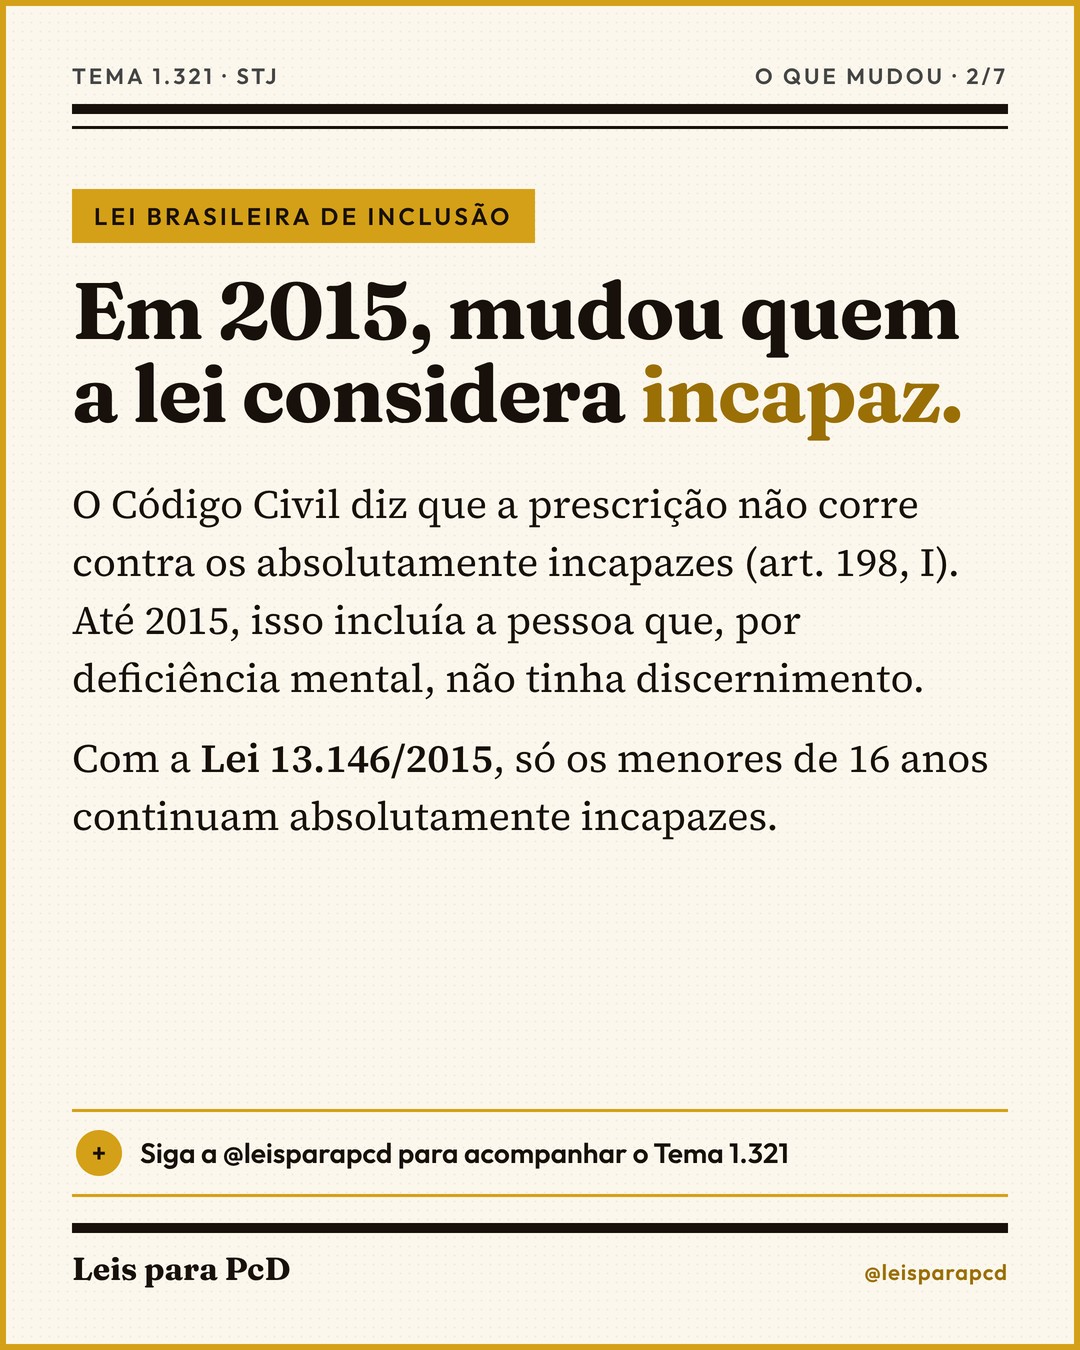 TEMA 1.321 · STJ
O QUE MUDOU · 2/7
LEI BRASILEIRA DE INCLUSÃO
Em 2015, mudou quem
a lei considera incapaz.
O Código Civil diz que a prescrição não corre
contra os absolutamente incapazes (art. 198, I).
Até 2015, isso incluía a pessoa que, por
deficiência mental, não tinha discernimento.
Com a Lei 13.146/2015, só os menores de 16 anos
continuam absolutamente incapazes.
+ Siga a @leisparapcd para acompanhar o Tema 1.321
Leis para PcD
@leisparapcd